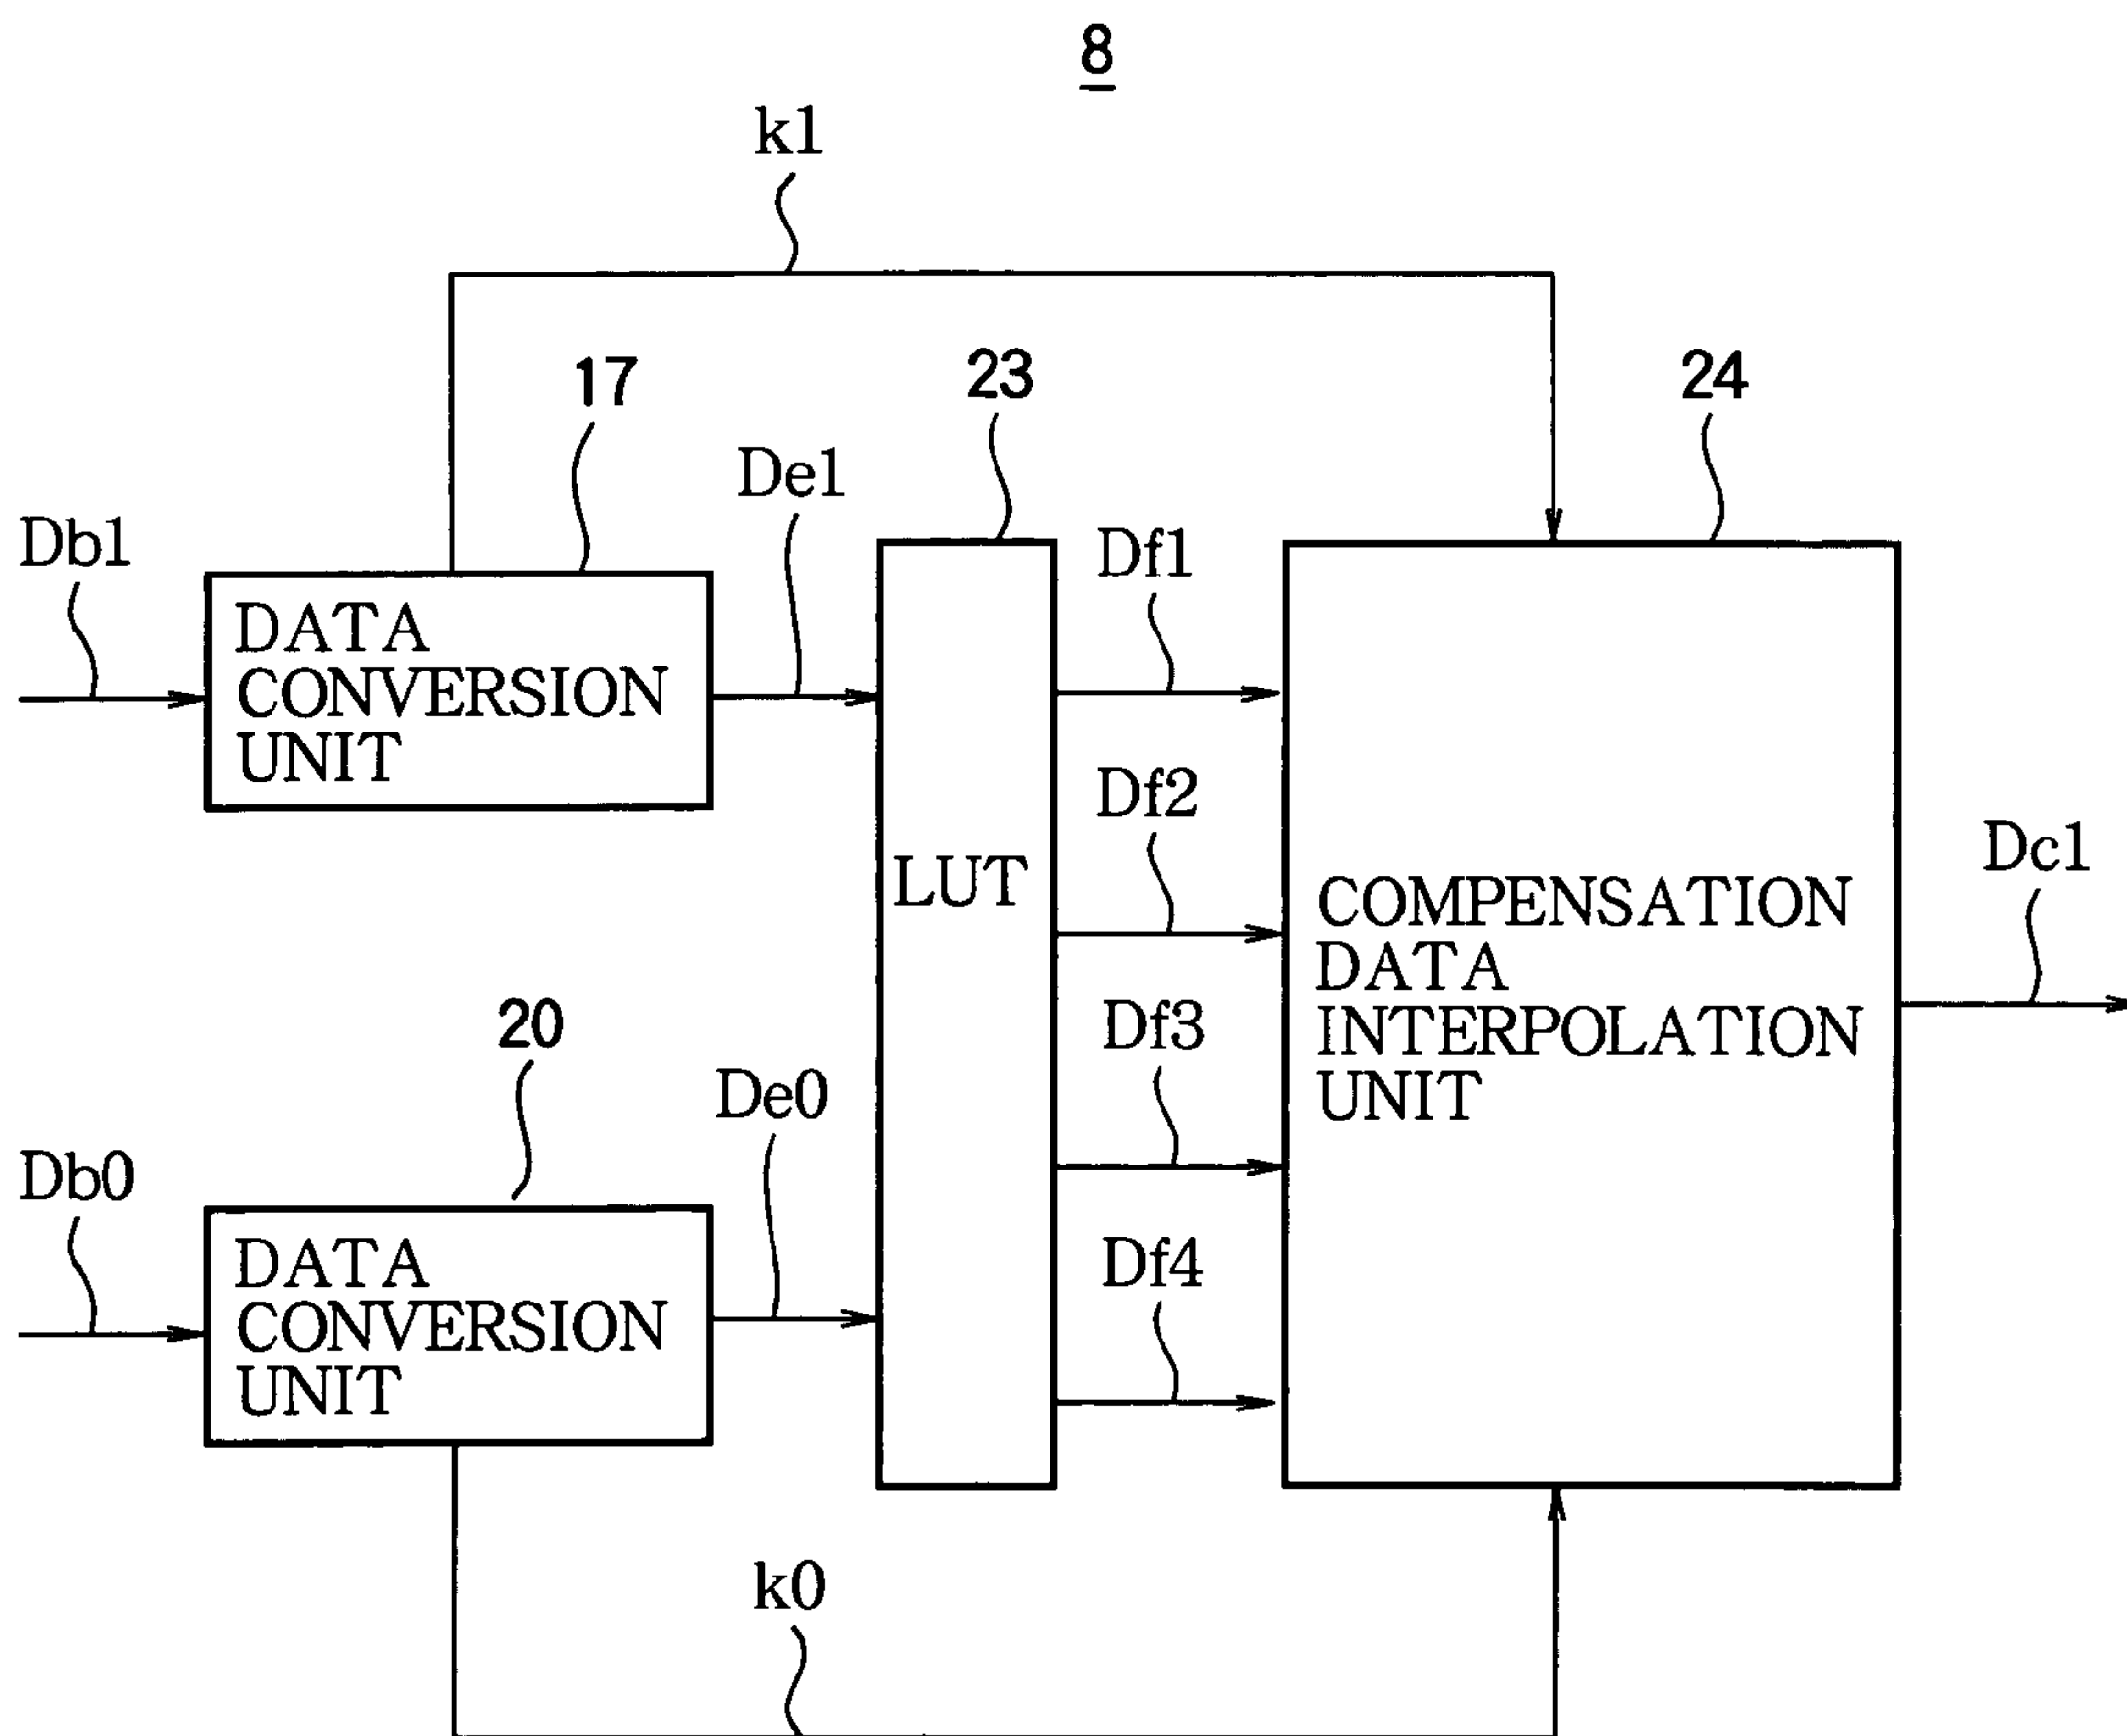 8
k1
17
23
24
De1
Db1
Df1
DATA
CONVERSION
UNIT
Df2
Dc1
LUT
COMPENSATION
DATA
INTERPOLATION
UNIT
20
Df3
De0
Db0
DATA
CONVERSION
UNIT
Df4
k0